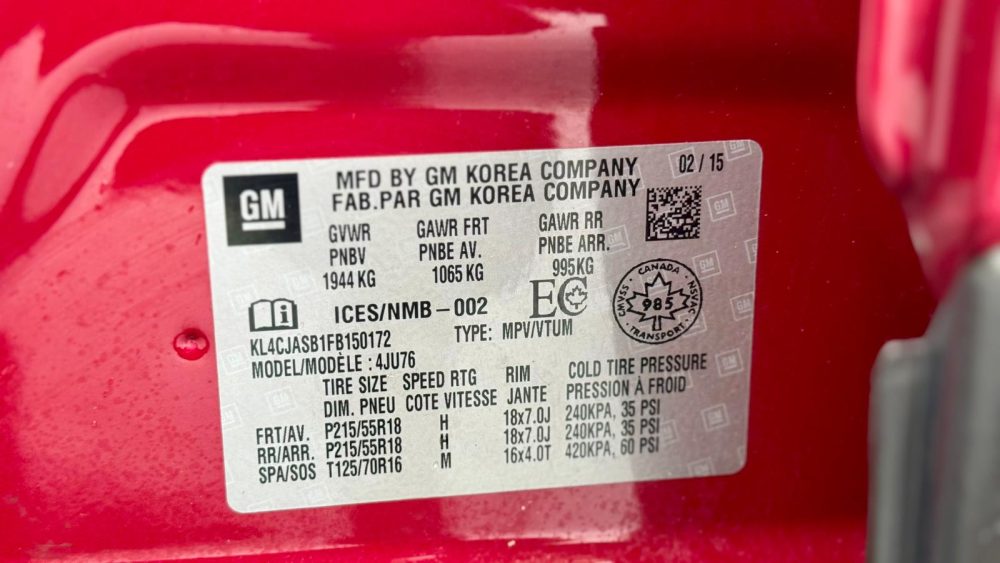 GM
MFD BY GM KOREA COMPANY 02 / 15
FAB.PAR GM KOREA COMPANY
GVWR GAWR FRT GAWR RR
PNBV PNBE AV. PNBE ARR.
1944 KG 1065 KG 995KG
ICES/NMB-002 EC
CANADA
CMVSS 985 NSVAC
TRANSPORT
KL4CJASB1FB150172 TYPE: MPV/VTUM
MODEL/MODÈLE : 4JU76
TIRE SIZE SPEED RTG RIM COLD TIRE PRESSURE
DIM. PNEU COTE VITESSE JANTE PRESSION À FROID
FRT/AV. P215/55R18 H 18x7.0J 240KPA, 35 PSI
RR/ARR. P215/55R18 H 18x7.0J 240KPA, 35 PSI
SPA/SOS T125/70R16 M 16x4.0T 420KPA, 60 PSI